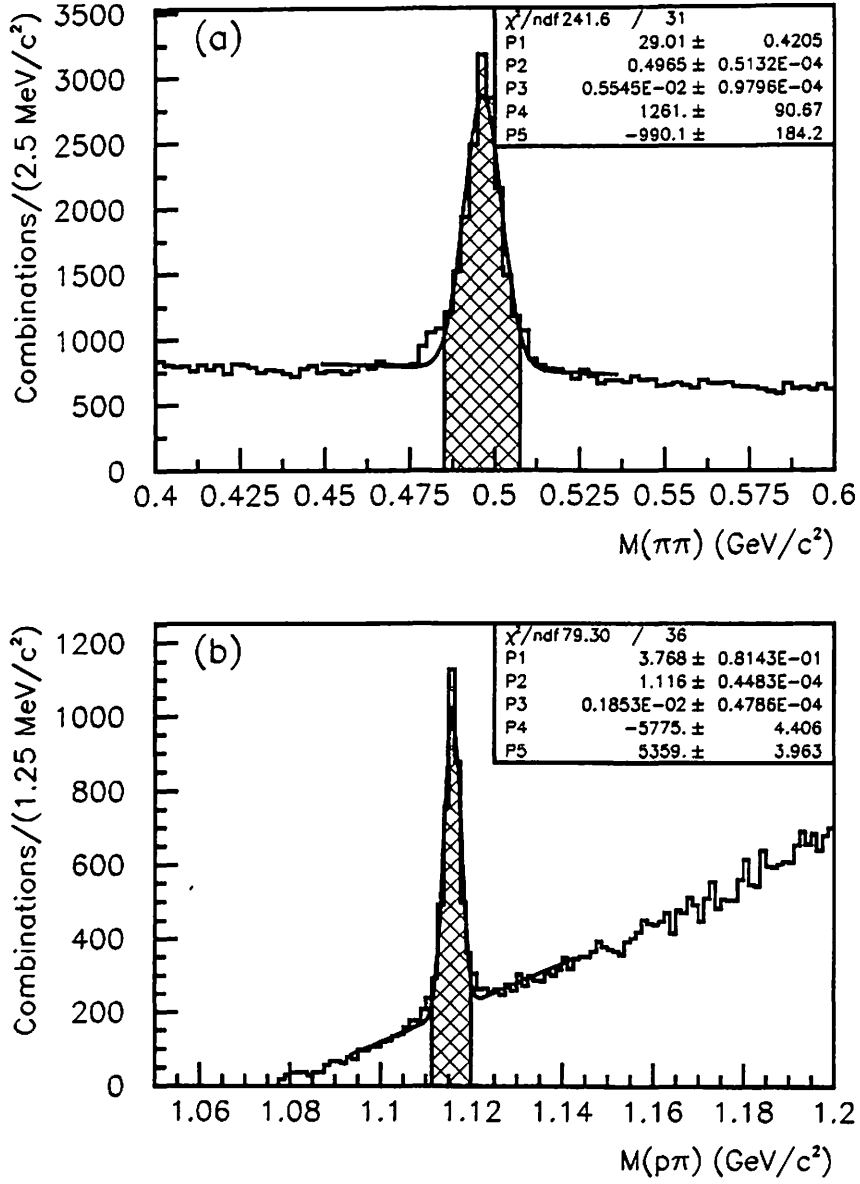 (a)
χ²/ndf 241.6 / 31
P1 29.01 ± 0.4205
P2 0.4965 ± 0.5132E-04
P3 0.5545E-02 ± 0.9796E-04
P4 1261. ± 90.67
P5 -990.1 ± 184.2
Combinations/(2.5 MeV/c²)
3500
3000
2500
2000
1500
1000
500
0
0.4 0.425 0.45 0.475 0.5 0.525 0.55 0.575 0.6
M(ππ) (GeV/c²)
(b)
χ²/ndf 79.30 / 36
P1 3.768 ± 0.8143E-01
P2 1.116 ± 0.4483E-04
P3 0.1853E-02 ± 0.4786E-04
P4 -5775. ± 4.406
P5 5359. ± 3.963
Combinations/(1.25 MeV/c²)
1200
1000
800
600
400
200
0
1.06 1.08 1.1 1.12 1.14 1.16 1.18 1.2
M(pπ) (GeV/c²)